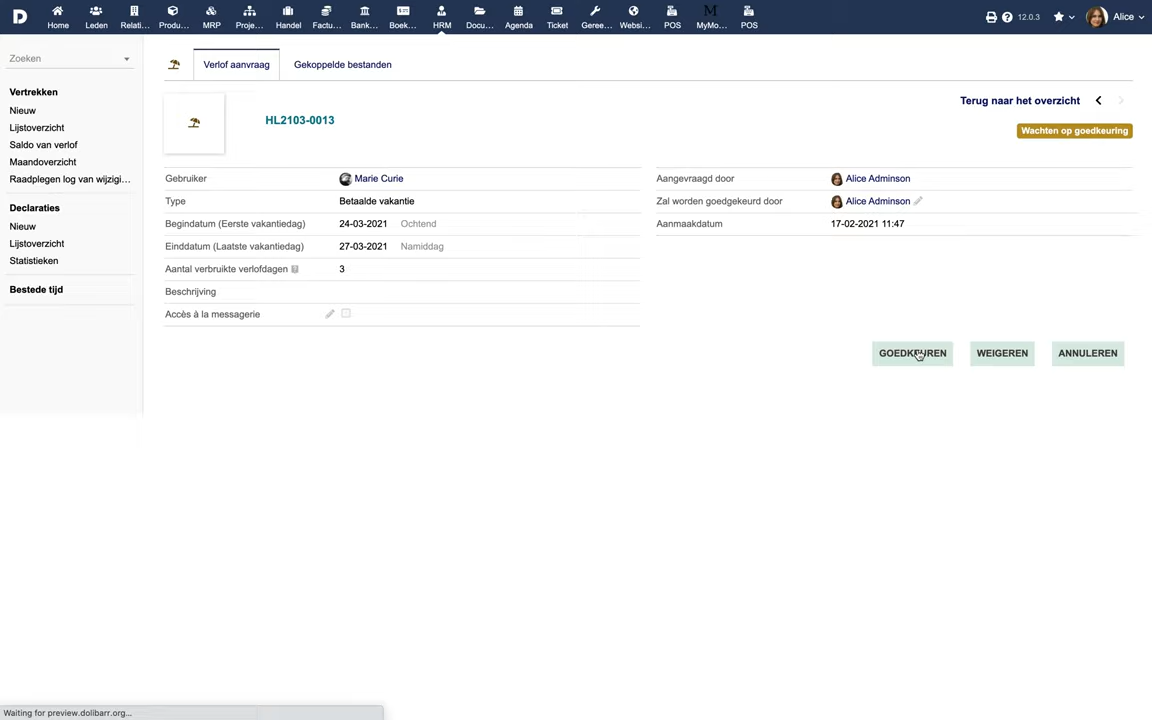 D Home Leden Relati... Produ... MRP Proje... Handel Factu... Bank... Boek... HRM Docu... Agenda Ticket Geree... Websi... POS M MyMo... POS 12.0.3 Alice
Zoeken
Vertrekken
Nieuw
Lijstoverzicht
Saldo van verlof
Maandoverzicht
Raadplegen log van wijzigi...
Declaraties
Nieuw
Lijstoverzicht
Statistieken
Bestede tijd
Verlof aanvraag Gekoppelde bestanden
HL2103-0013
Terug naar het overzicht
Wachten op goedkeuring
Gebruiker Marie Curie
Type Betaalde vakantie
Begindatum (Eerste vakantiedag) 24-03-2021 Ochtend
Einddatum (Laatste vakantiedag) 27-03-2021 Namiddag
Aantal verbruikte verlofdagen ? 3
Beschrijving
Accès à la messagerie
Aangevraagd door Alice Adminson
Zal worden goedgekeurd door Alice Adminson
Aanmaakdatum 17-02-2021 11:47
GOEDKEUREN WEIGEREN ANNULEREN
Waiting for preview.dolibarr.org...